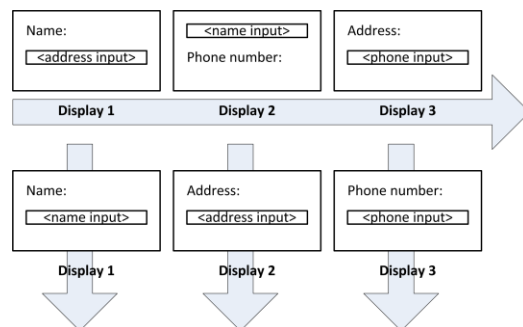 Name:
<address input>
<name input>
Phone number:
Address:
<phone input>
Display 1
Display 2
Display 3
Name:
<name input>
Address:
<address input>
Phone number:
<phone input>
Display 1
Display 2
Display 3